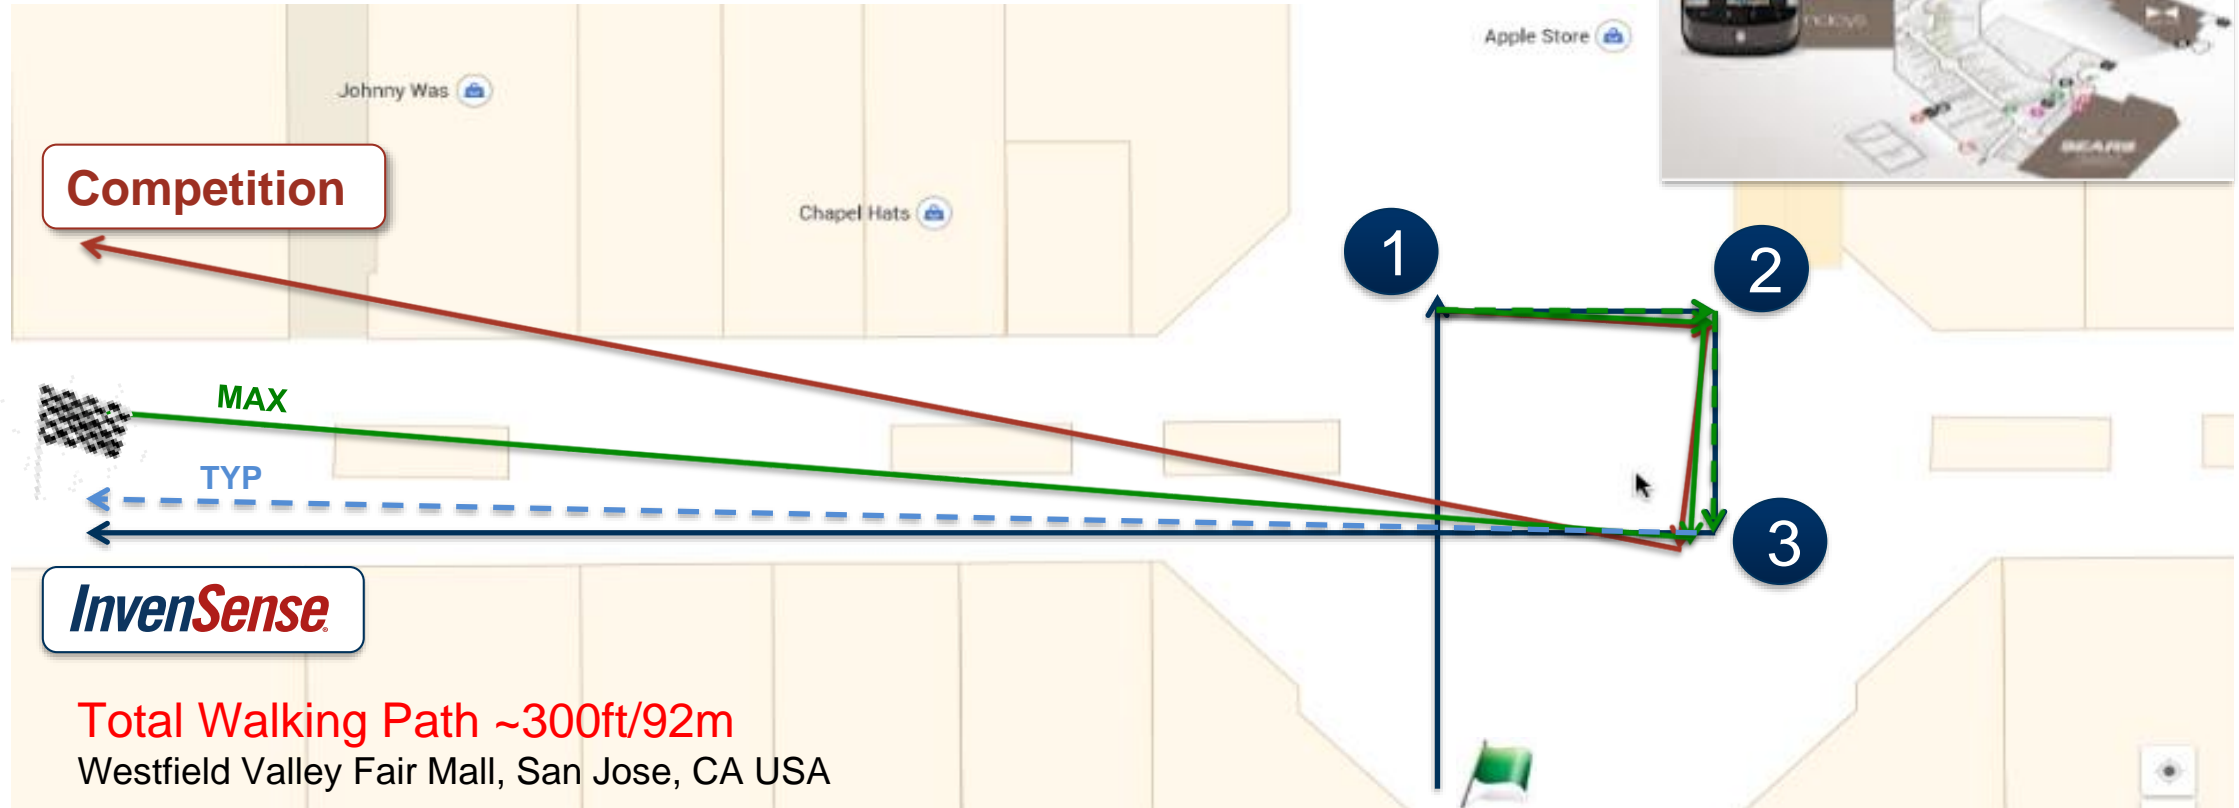 Apple Store
Johnny Was
SEARS
Competition
Chapel Hats
1
2
MAX
TYP
3
InvenSense
Total Walking Path ~300ft/92m
Westfield Valley Fair Mall, San Jose, CA USA